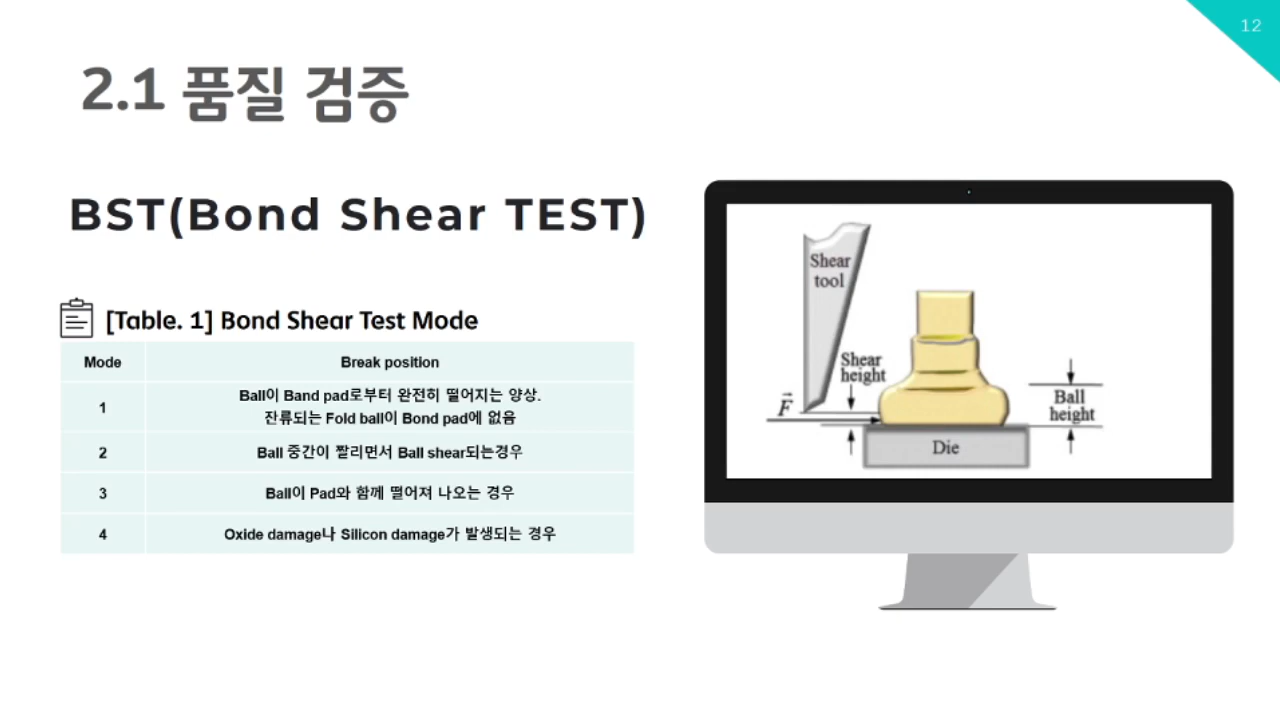 12
2.1 품질 검증
BST(Bond Shear TEST)
[Table. 1] Bond Shear Test Mode
Mode Break position
1 Ball이 Band pad로부터 완전히 떨어지는 양상.
잔류되는 Fold ball이 Bond pad에 없음
2 Ball 중간이 짤리면서 Ball shear되는경우
3 Ball이 Pad와 함께 떨어져 나오는 경우
4 Oxide damage나 Silicon damage가 발생되는 경우
Shear
tool
Shear
height
F
Ball
height
Die